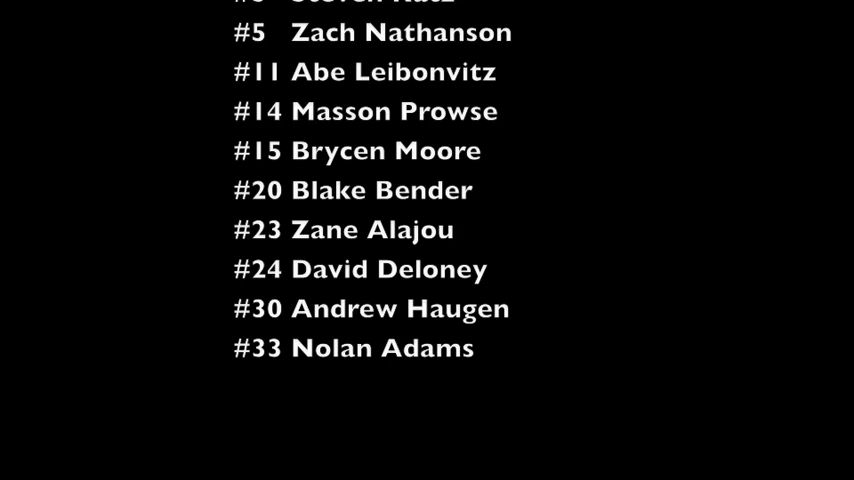 #5 Zach Nathanson
#11 Abe Leibonvitz
#14 Masson Prowse
#15 Brycen Moore
#20 Blake Bender
#23 Zane Alajou
#24 David Deloney
#30 Andrew Haugen
#33 Nolan Adams